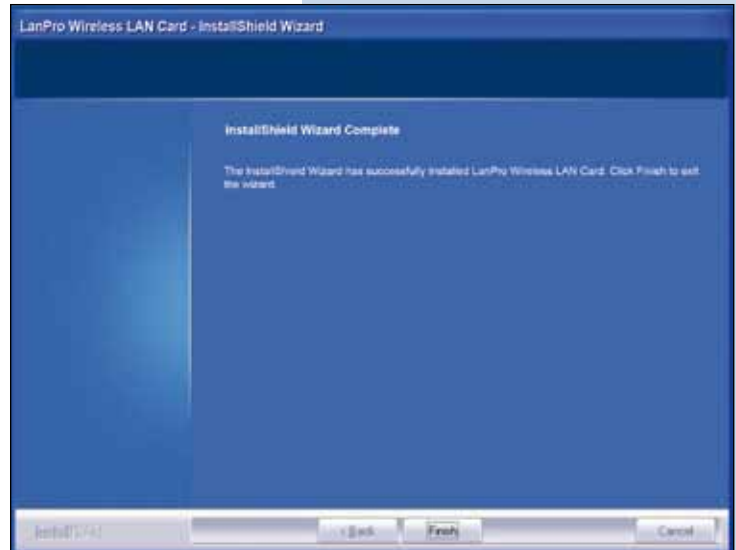 LanPro Wireless LAN Card - InstallShield Wizard
InstallShield Wizard Complete
The InstallShield Wizard has successfully installed LanPro Wireless LAN Card. Click Finish to exit
the wizard.
InstallShield
< Back
Finish
Cancel